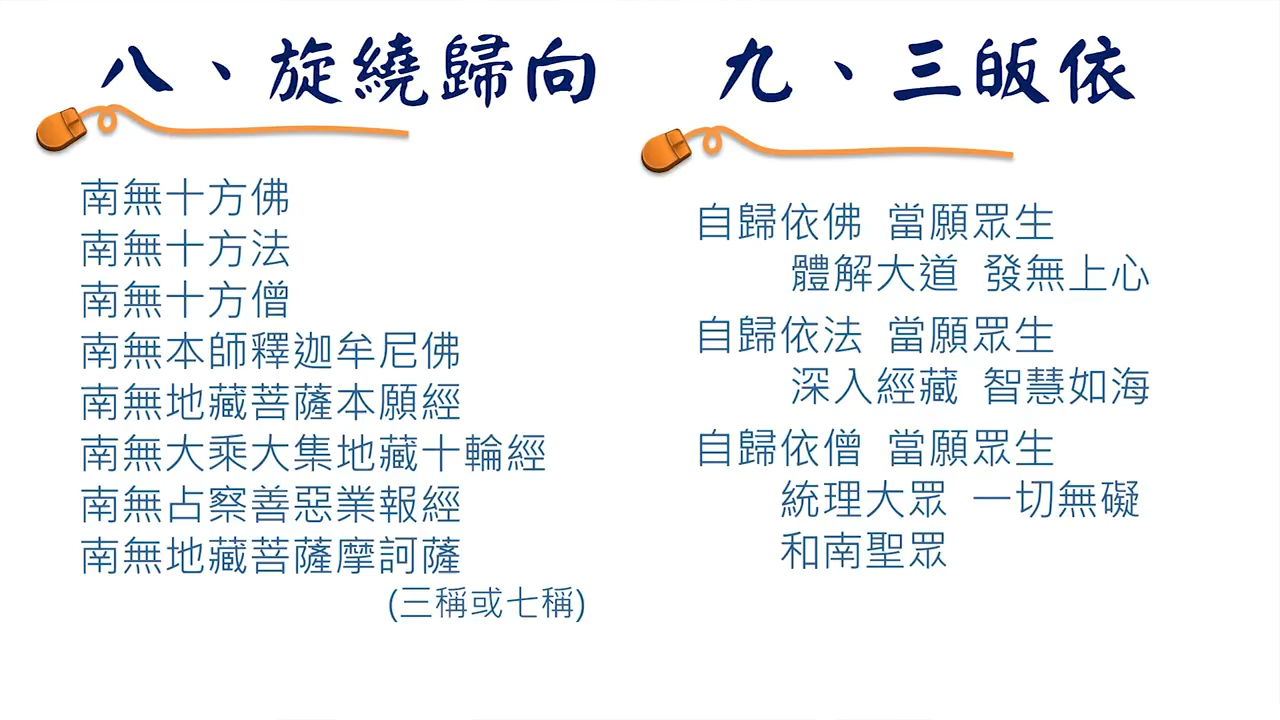 八、旋繞歸向
南無十方佛
南無十方法
南無十方僧
南無本師釋迦牟尼佛
南無地藏菩薩本願經
南無大乘大集地藏十輪經
南無占察善惡業報經
南無地藏菩薩摩訶薩
(三稱或七稱)
九、三皈依
自歸依佛 當願眾生
體解大道 發無上心
自歸依法 當願眾生
深入經藏 智慧如海
自歸依僧 當願眾生
統理大眾 一切無礙
和南聖眾